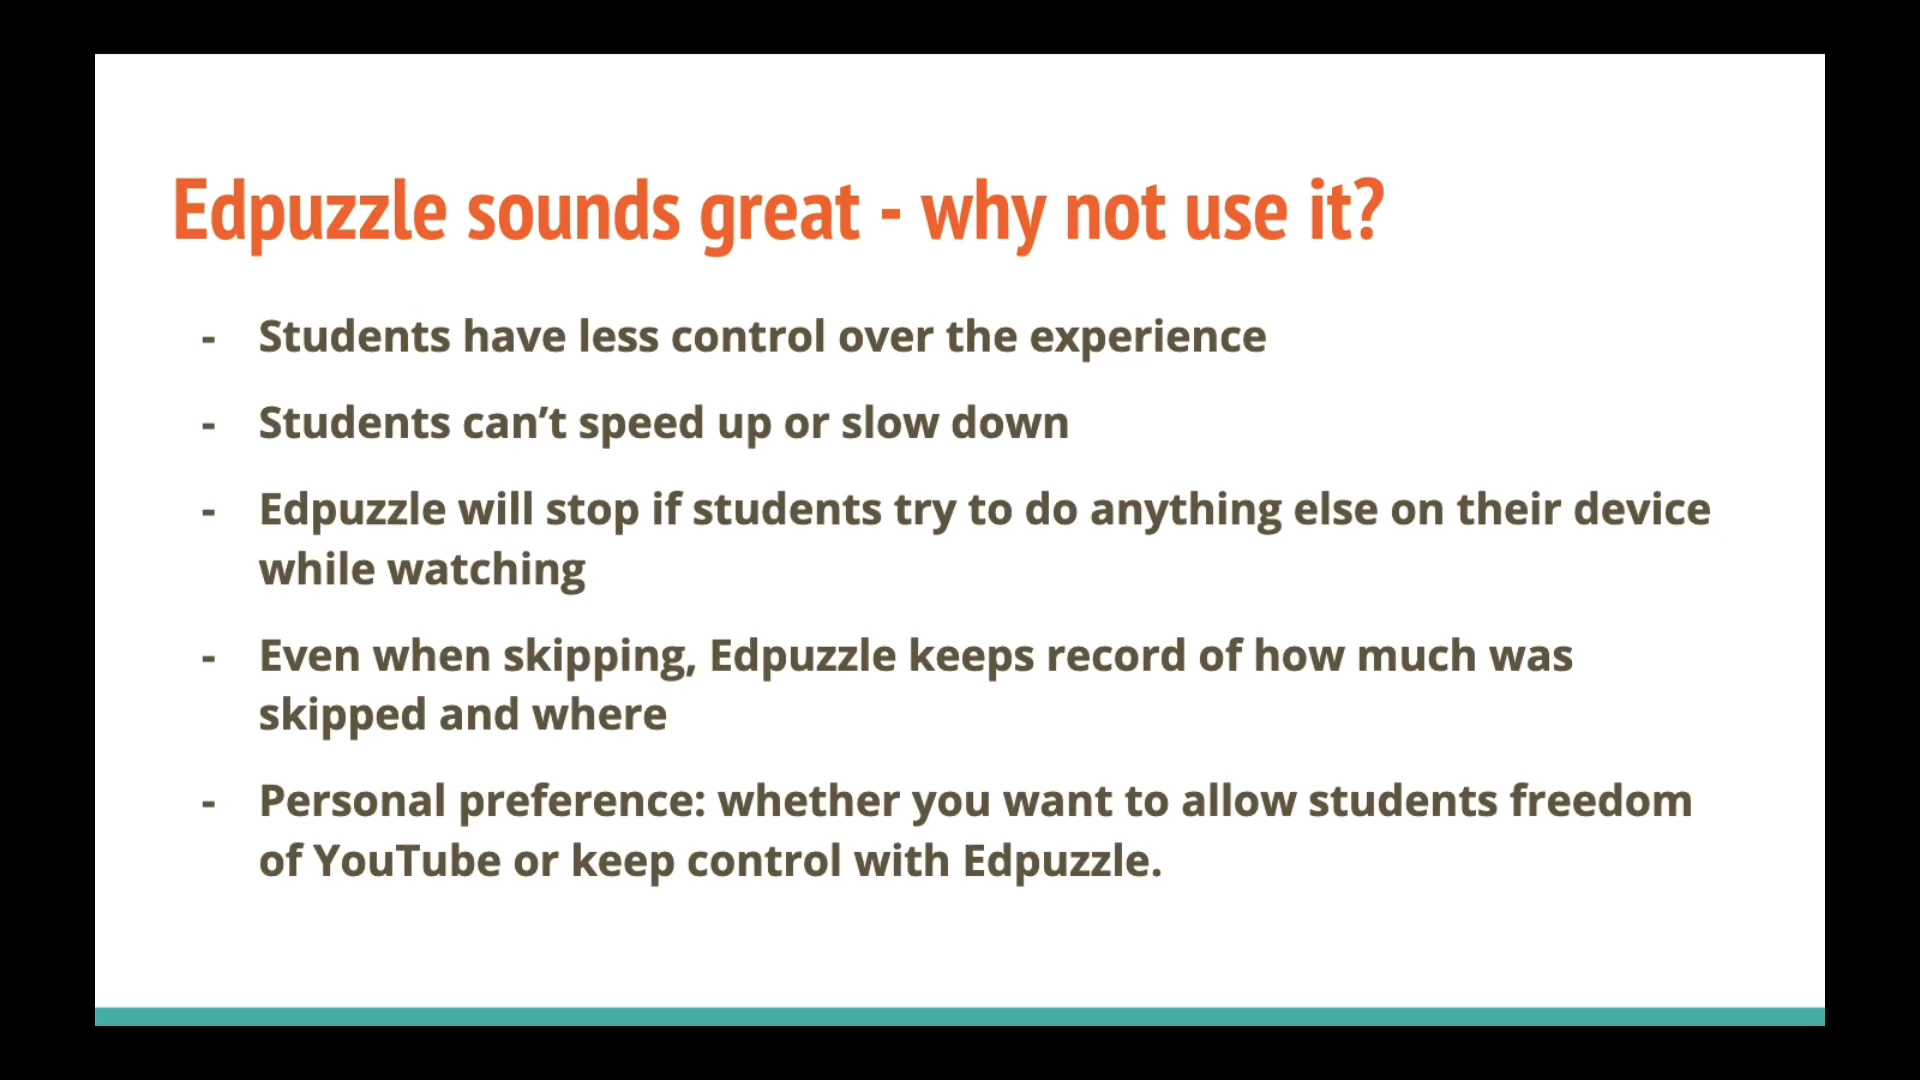 Edpuzzle sounds great - why not use it?
- Students have less control over the experience
- Students can’t speed up or slow down
- Edpuzzle will stop if students try to do anything else on their device
while watching
- Even when skipping, Edpuzzle keeps record of how much was
skipped and where
- Personal preference: whether you want to allow students freedom
of YouTube or keep control with Edpuzzle.